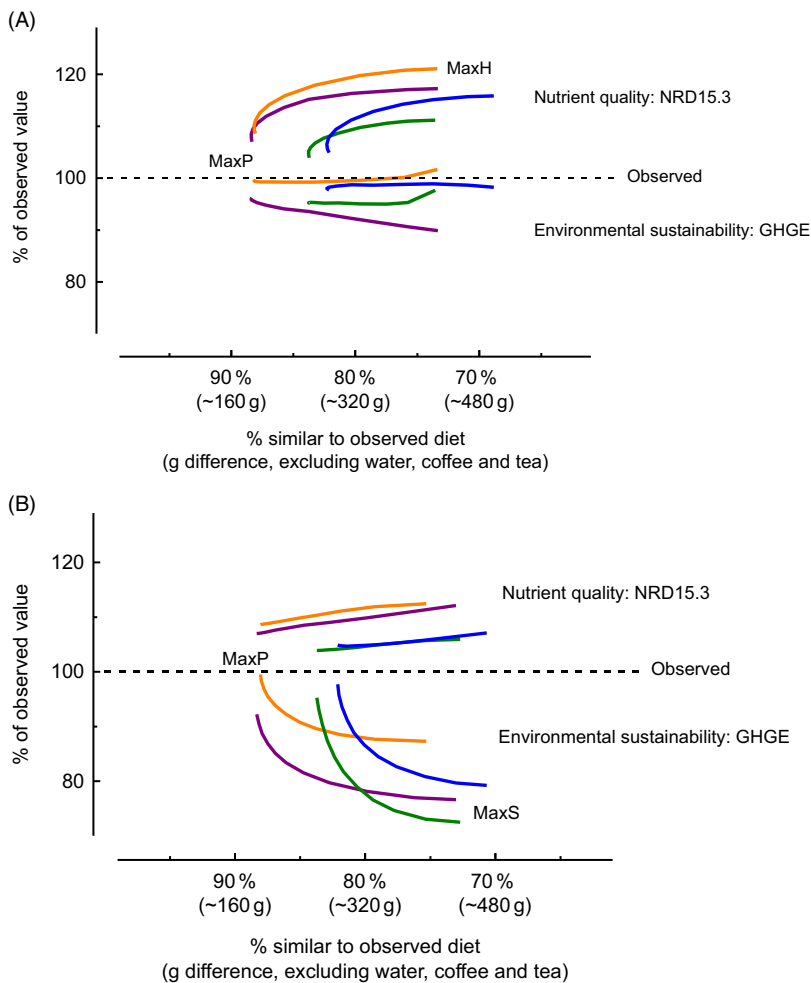 (A)
120
MaxH
Nutrient quality: NRD15.3
MaxP
100
Observed
Environmental sustainability: GHGE
80
% of observed value
90 % 80 % 70 %
(~160 g) (~320 g) (~480 g)
% similar to observed diet
(g difference, excluding water, coffee and tea)
(B)
120
Nutrient quality: NRD15.3
MaxP
100
Observed
Environmental sustainability: GHGE
80
MaxS
% of observed value
90 % 80 % 70 %
(~160 g) (~320 g) (~480 g)
% similar to observed diet
(g difference, excluding water, coffee and tea)